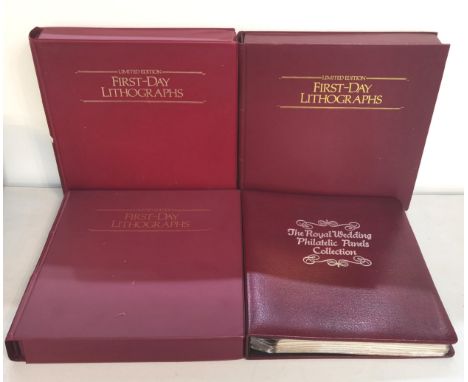 LIMITED EDITION
FIRST-DAY
LITHOGRAPHS
LIMITED EDITION
FIRST-DAY
LITHOGRAPHS
LIMITED EDITION
FIRST-DAY
LITHOGRAPHS
The Royal Wedding
Philatelic Panels
Collection